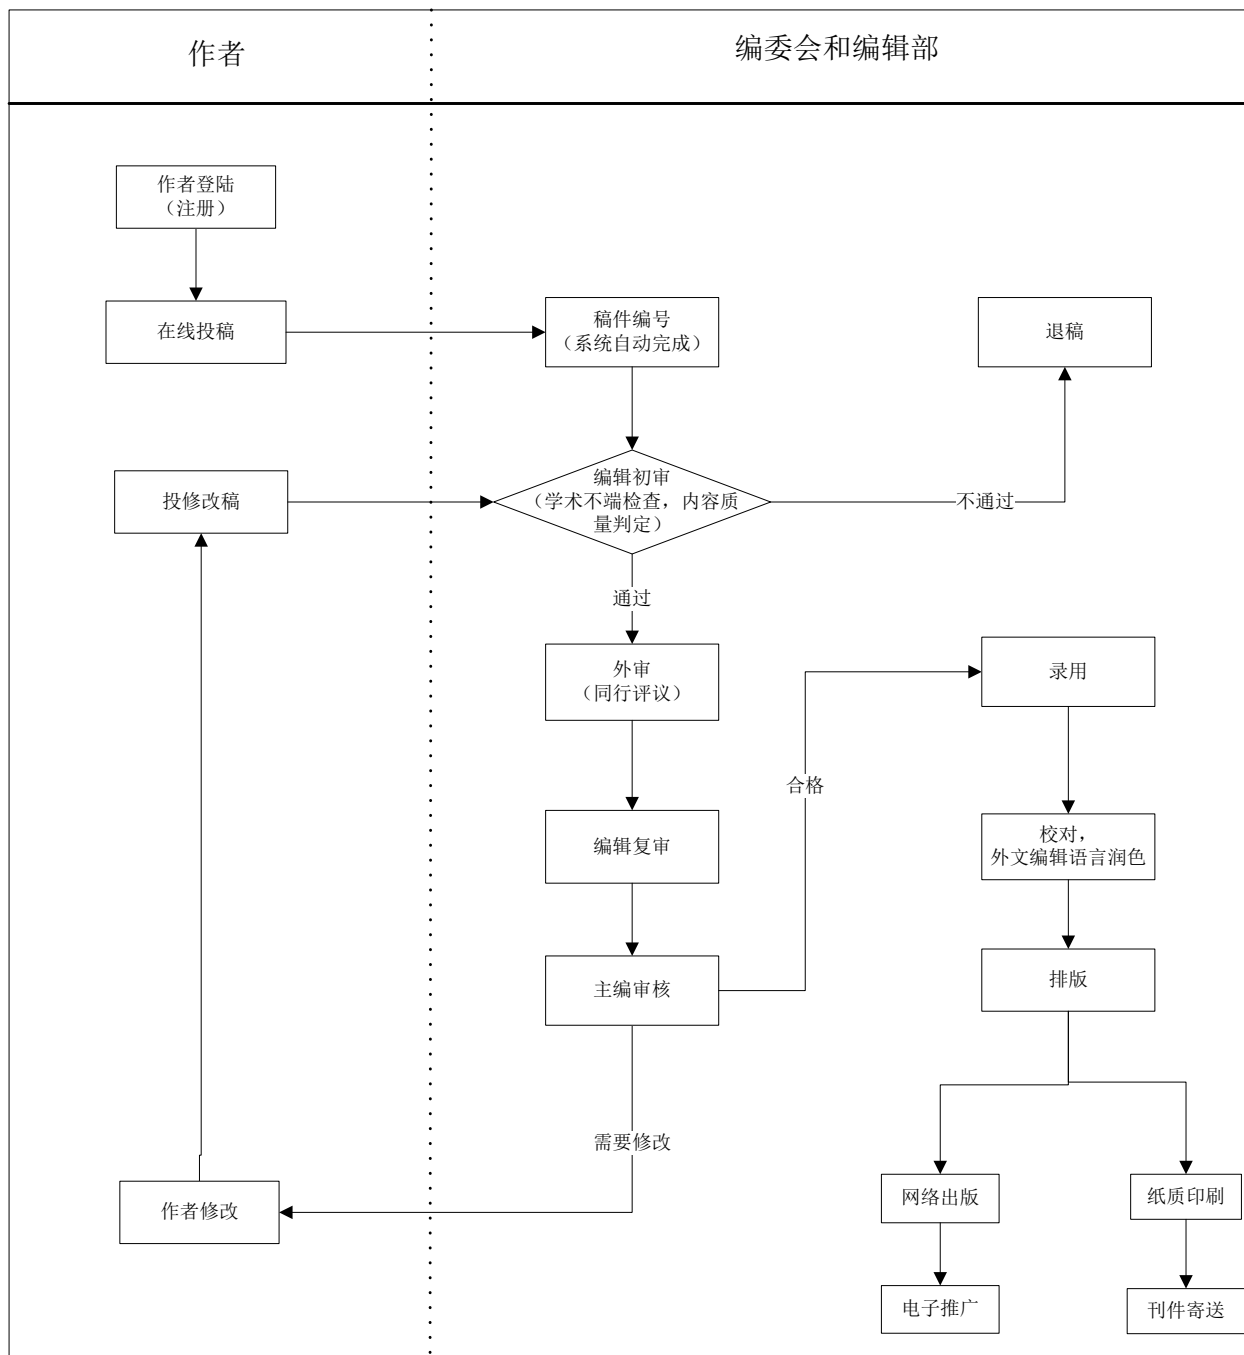 作者
编委会和编辑部
作者登陆
（注册）
在线投稿
稿件编号
（系统自动完成）
退稿
投修改稿
编辑初审
（学术不端检查，内容质
量判定）
不通过
通过
外审
（同行评议）
录用
合格
编辑复审
校对，
外文编辑语言润色
主编审核
排版
需要修改
作者修改
网络出版
纸质印刷
电子推广
刊件寄送